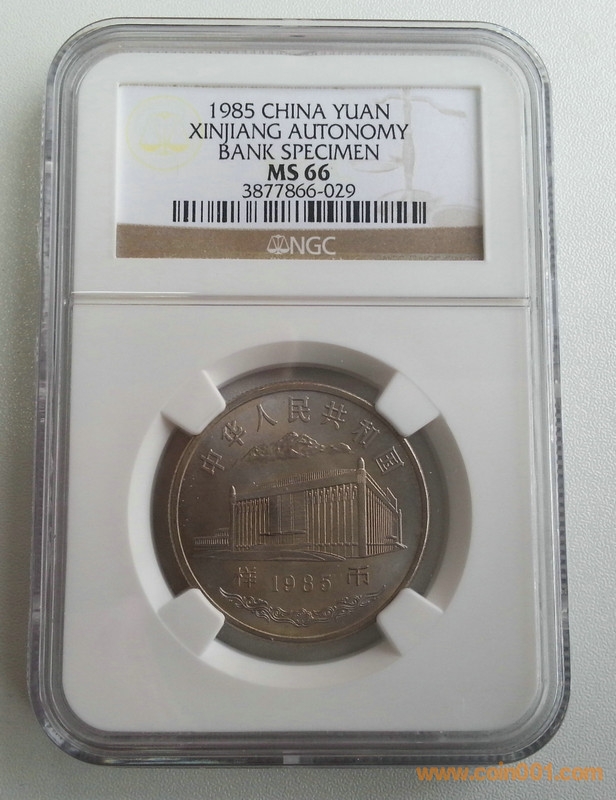 1985 CHINA YUAN
XINJIANG AUTONOMY
BANK SPECIMEN
MS 66
3877866-029
NGC
中华人民共和国
样 1985 币
www.coin001.com